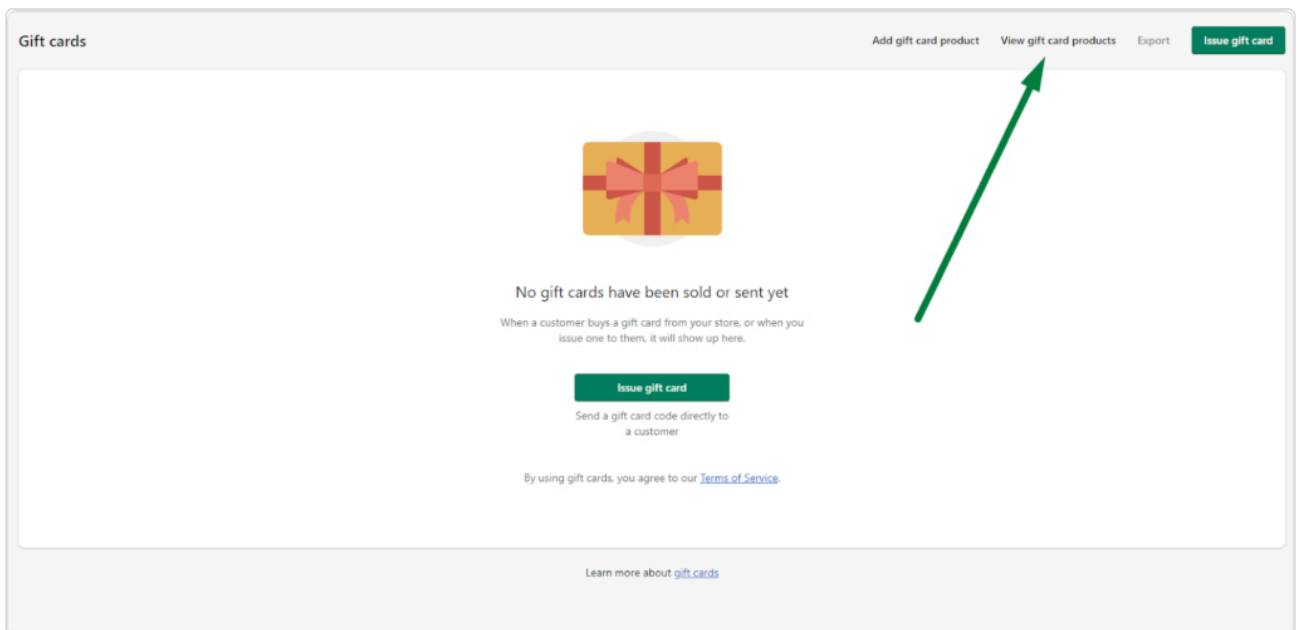 Gift cards
Add gift card product
View gift card products
Export
Issue gift card
No gift cards have been sold or sent yet
When a customer buys a gift card from your store, or when you
issue one to them, it will show up here.
Issue gift card
Send a gift card code directly to
a customer
By using gift cards, you agree to our Terms of Service.
Learn more about gift cards